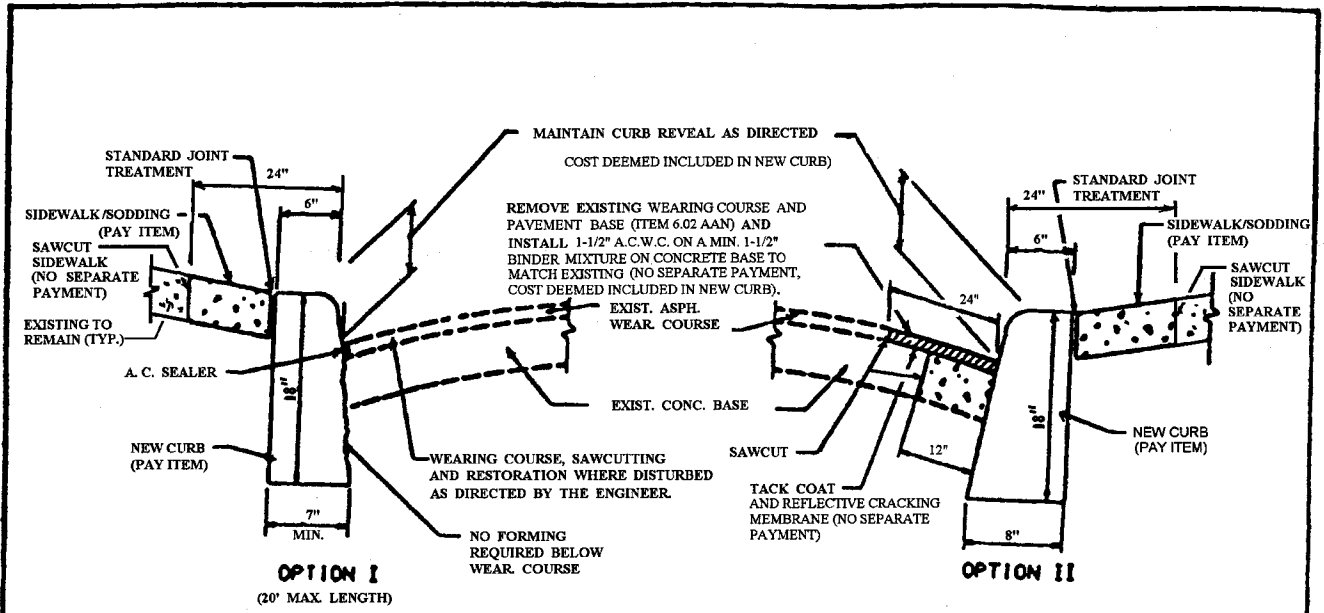 MAINTAIN CURB REVEAL AS DIRECTED
COST DEEMED INCLUDED IN NEW CURB)
STANDARD JOINT
TREATMENT
24"
6"
SIDEWALK/SODDING
(PAY ITEM)
SAWCUT
SIDEWALK
(NO SEPARATE
PAYMENT)
EXISTING TO
REMAIN (TYP.)
A. C. SEALER
18"
NEW CURB
(PAY ITEM)
7"
MIN.
OPTION I
(20' MAX. LENGTH)
REMOVE EXISTING WEARING COURSE AND
PAVEMENT BASE (ITEM 6.02 AAN) AND
INSTALL 1-1/2" A.C.W.C. ON A MIN. 1-1/2"
BINDER MIXTURE ON CONCRETE BASE TO
MATCH EXISTING (NO SEPARATE PAYMENT,
COST DEEMED INCLUDED IN NEW CURB).
EXIST. ASPH.
WEAR. COURSE
EXIST. CONC. BASE
WEARING COURSE, SAWCUTTING
AND RESTORATION WHERE DISTURBED
AS DIRECTED BY THE ENGINEER.
NO FORMING
REQUIRED BELOW
WEAR. COURSE
SAWCUT
TACK COAT
AND REFLECTIVE CRACKING
MEMBRANE (NO SEPARATE
PAYMENT)
24"
12"
STANDARD JOINT
TREATMENT
24"
6"
SIDEWALK/SODDING
(PAY ITEM)
SAWCUT
SIDEWALK
(NO
SEPARATE
PAYMENT)
18"
NEW CURB
(PAY ITEM)
8"
OPTION II